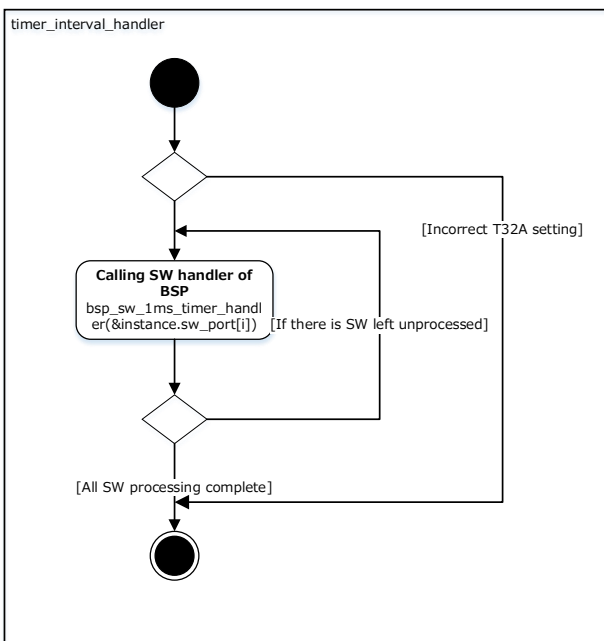 timer_interval_handler
[Incorrect T32A setting]
Calling SW handler of
BSP
bsp_sw_1ms_timer_handl
er(&instance.sw_port[i])
[If there is SW left unprocessed]
[All SW processing complete]